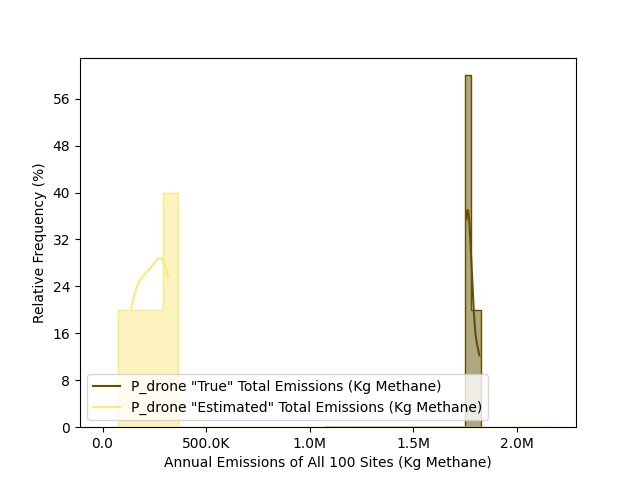 Relative Frequency (%)
56
48
40
32
24
16
8
0
P_drone "True" Total Emissions (Kg Methane)
P_drone "Estimated" Total Emissions (Kg Methane)
0.0 500.0K 1.0M 1.5M 2.0M
Annual Emissions of All 100 Sites (Kg Methane)